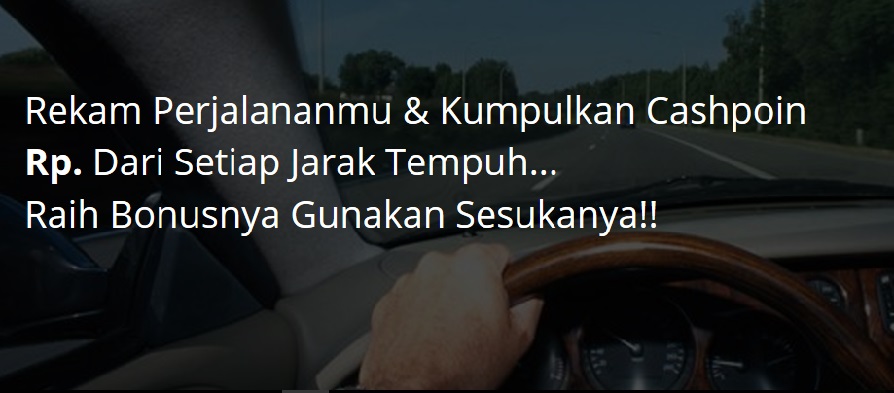 Rekam Perjalananmu & Kumpulkan Cashpoin
Rp. Dari Setiap Jarak Tempuh...
Raih Bonusnya Gunakan Sesukanya!!